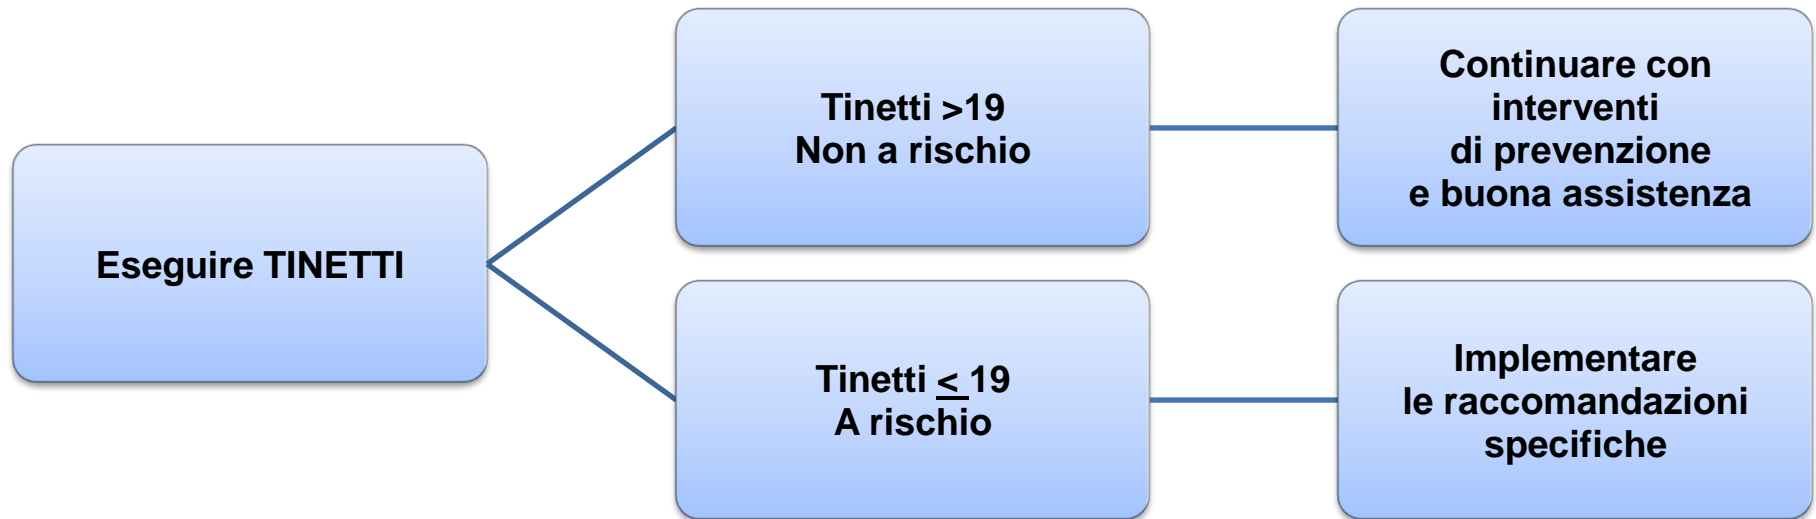 Eseguire TINETTI
Tinetti >19
Non a rischio
Continuare con
interventi
di prevenzione
e buona assistenza
Tinetti < 19
A rischio
Implementare
le raccomandazioni
specifiche